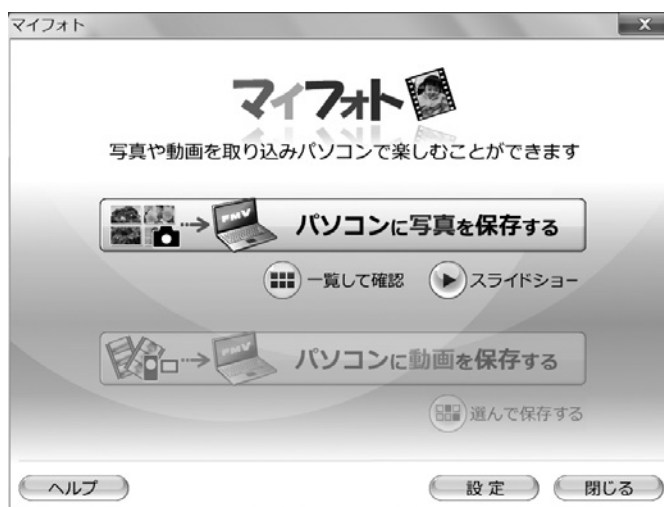 マイフォト
X
マイフォト
写真や動画を取り込みパソコンで楽しむことができます
FMV パソコンに写真を保存する
一覧して確認 スライドショー
FMV パソコンに動画を保存する
選んで保存する
ヘルプ 設定 閉じる